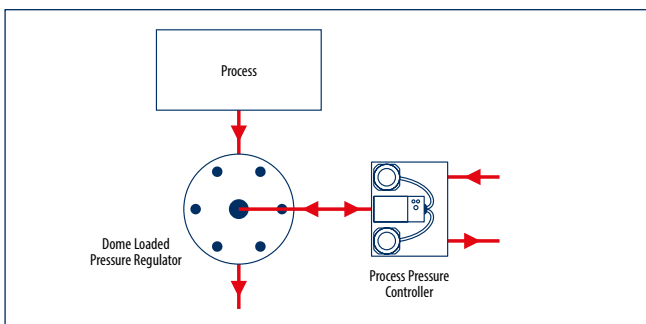 Process
Dome Loaded
Pressure Regulator
Process Pressure
Controller